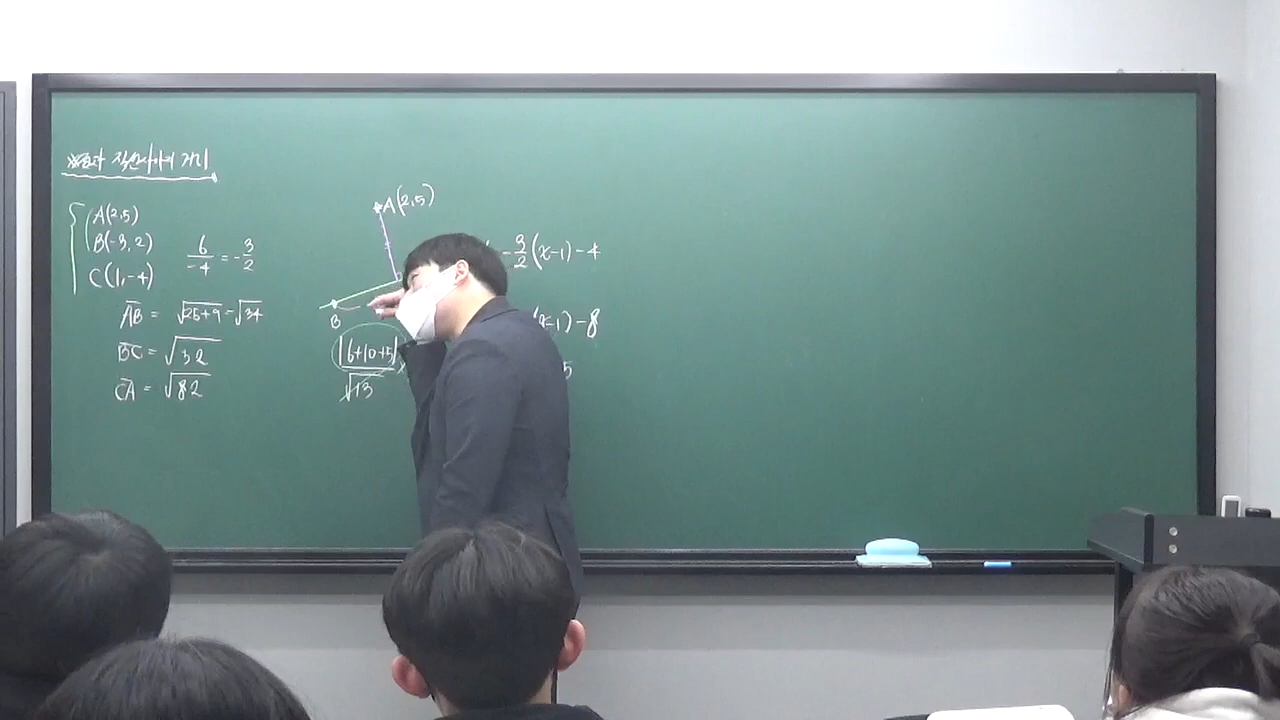 ※점과 직선사이의 거리
A(2,5)
B(-3,2)
C(1,-4)
6/-4 = -3/2
AB = √25+9 = √34
BC = √32
CA = √82
A(2,5)
B
|6+10+5|
√13
-3/2(x-1)-4
(x-1)-8
5